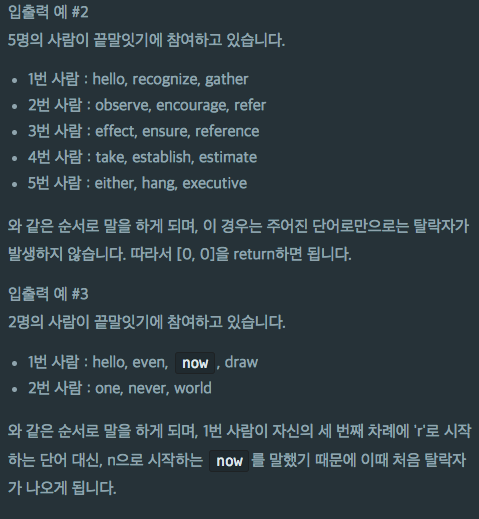 입출력 예 #2
5명의 사람이 끝말잇기에 참여하고 있습니다.
• 1번 사람 : hello, recognize, gather
• 2번 사람 : observe, encourage, refer
• 3번 사람 : effect, ensure, reference
• 4번 사람 : take, establish, estimate
• 5번 사람 : either, hang, executive
와 같은 순서로 말을 하게 되며, 이 경우는 주어진 단어로만으로는 탈락자가
발생하지 않습니다. 따라서 [0, 0]을 return하면 됩니다.
입출력 예 #3
2명의 사람이 끝말잇기에 참여하고 있습니다.
• 1번 사람 : hello, even, now , draw
• 2번 사람 : one, never, world
와 같은 순서로 말을 하게 되며, 1번 사람이 자신의 세 번째 차례에 'r'로 시작
하는 단어 대신, n으로 시작하는 now 를 말했기 때문에 이때 처음 탈락자
가 나오게 됩니다.